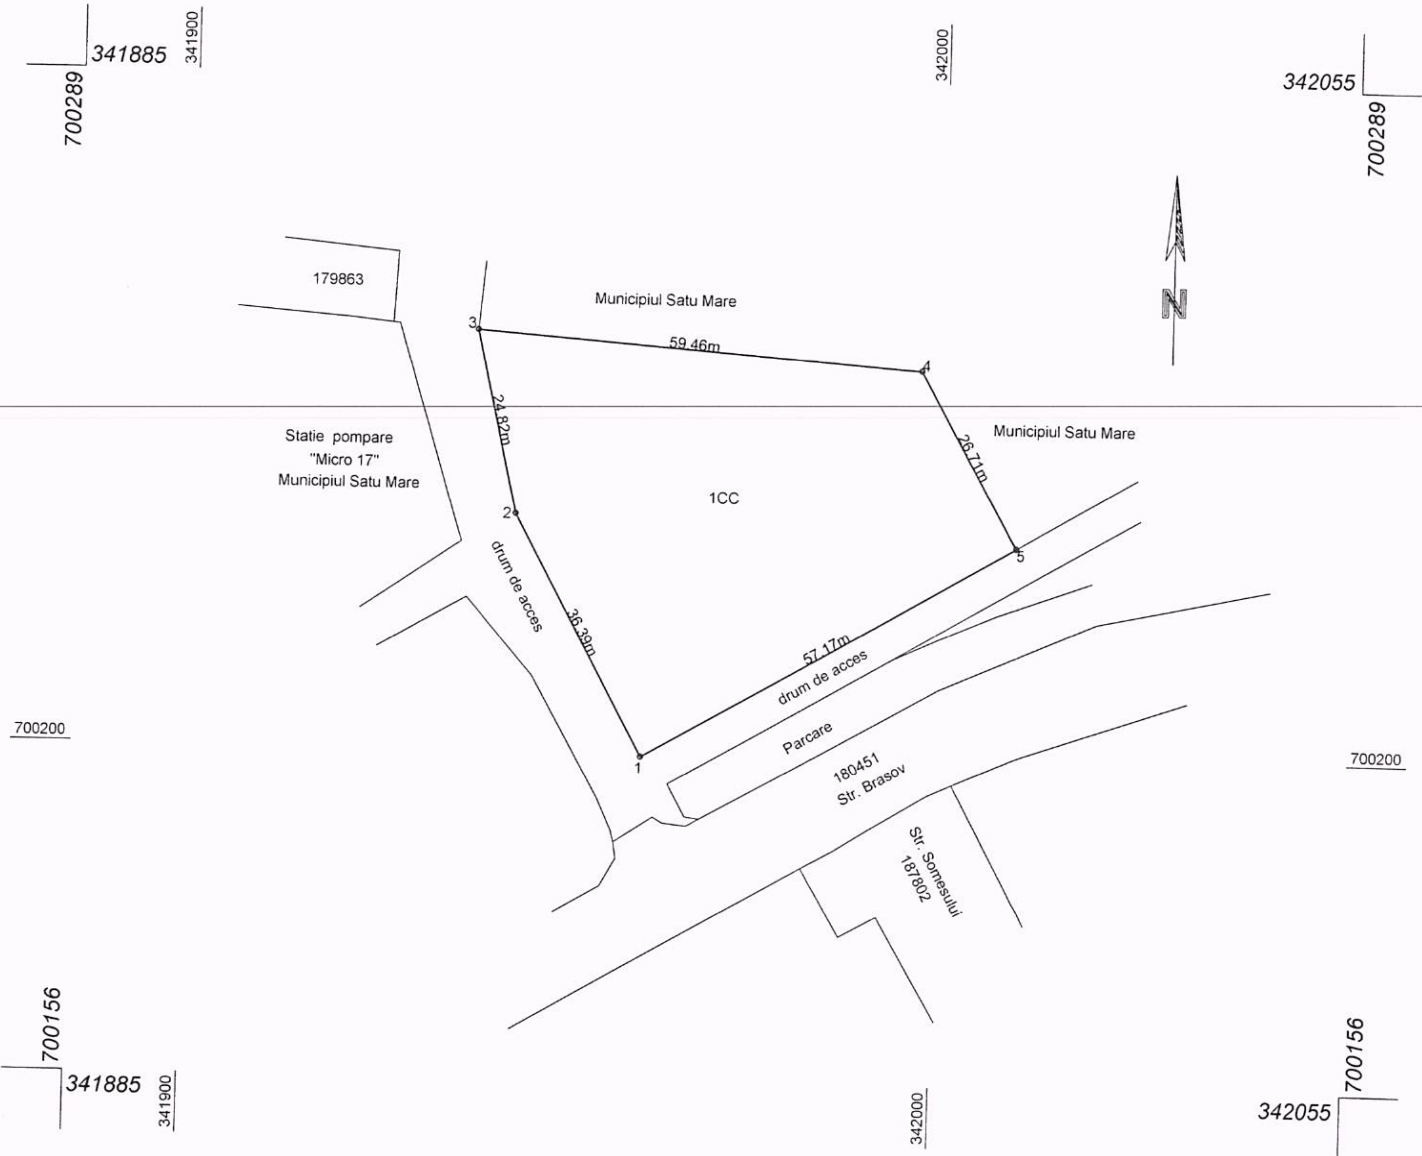 341885
341900
342000
342055
700289
700289
179863
Municipiul Satu Mare
N
3
59.46m
4
24.82m
Statie pompare
"Micro 17"
Municipiul Satu Mare
Municipiul Satu Mare
26.71m
1CC
2
5
drum de acces
36.39m
57.17m
drum de acces
700200
Parcare
1
180451
Str. Brasov
700200
Str. Somesului
187802
700156
700156
341885
341900
342000
342055